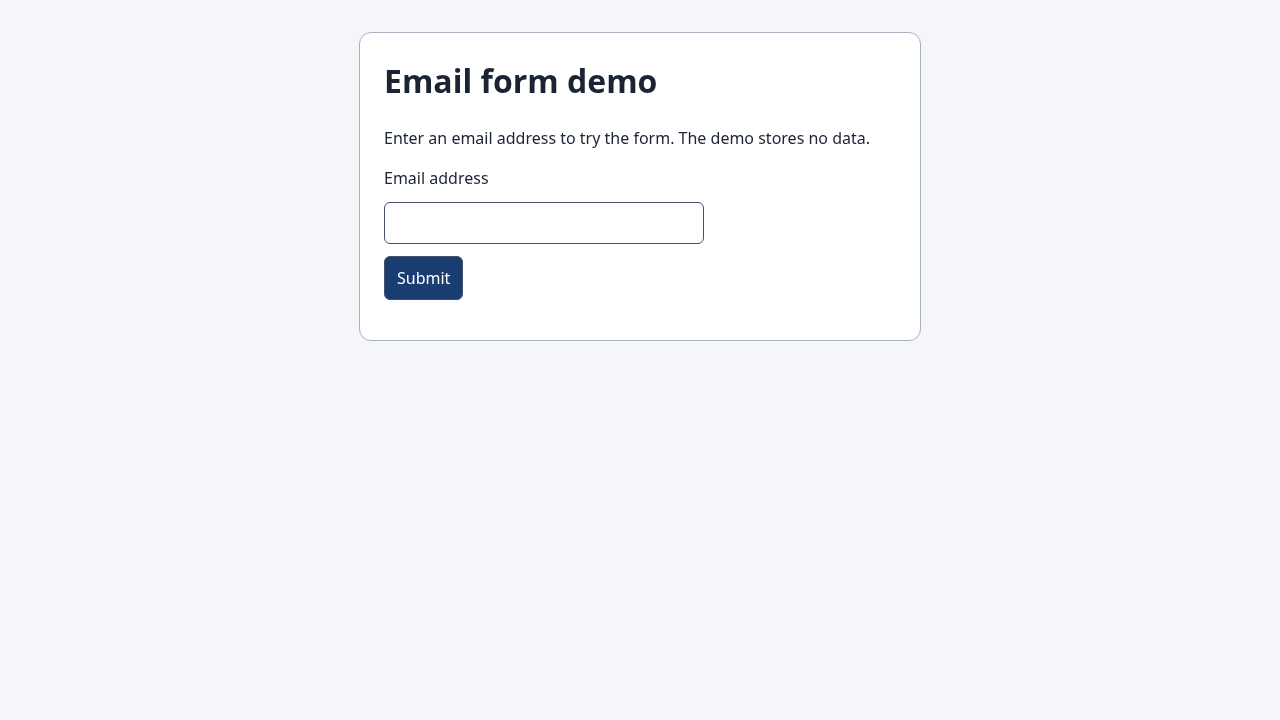 Email form demo
Enter an email address to try the form. The demo stores no data.
Email address
Submit